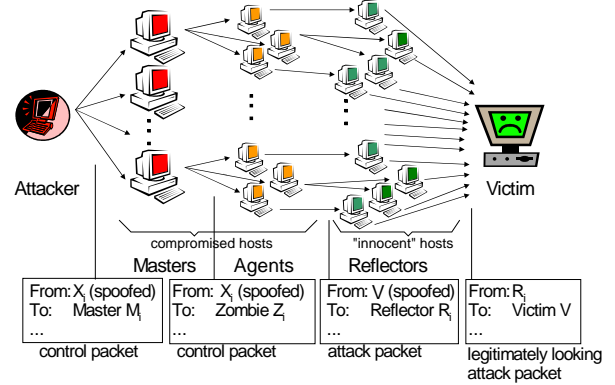 Attacker
Victim
compromised hosts
"innocent" hosts
Masters
Agents
Reflectors
From: Xi (spoofed)
To: Master Mi
...
control packet
From: Xi (spoofed)
To: Zombie Zi
...
control packet
From: V (spoofed)
To: Reflector Ri
...
attack packet
From: Ri
To: Victim V
...
legitimately looking
attack packet